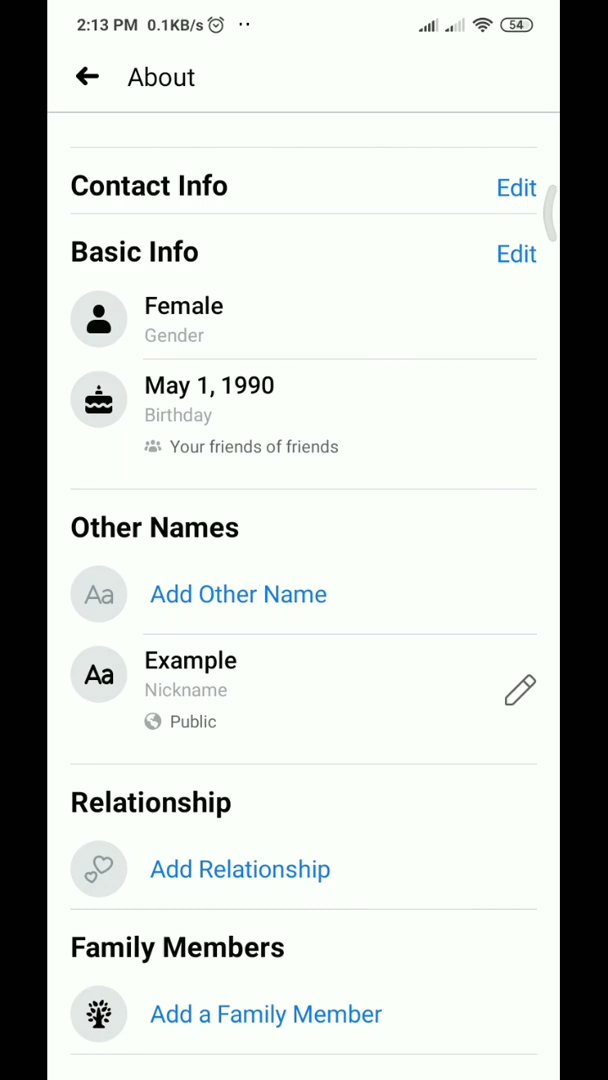 2:13 PM 0.1KB/s ··
54
About
Contact Info
Edit
Basic Info
Edit
Female
Gender
May 1, 1990
Birthday
Your friends of friends
Other Names
Aa
Add Other Name
Aa
Example
Nickname
Public
Relationship
Add Relationship
Family Members
Add a Family Member